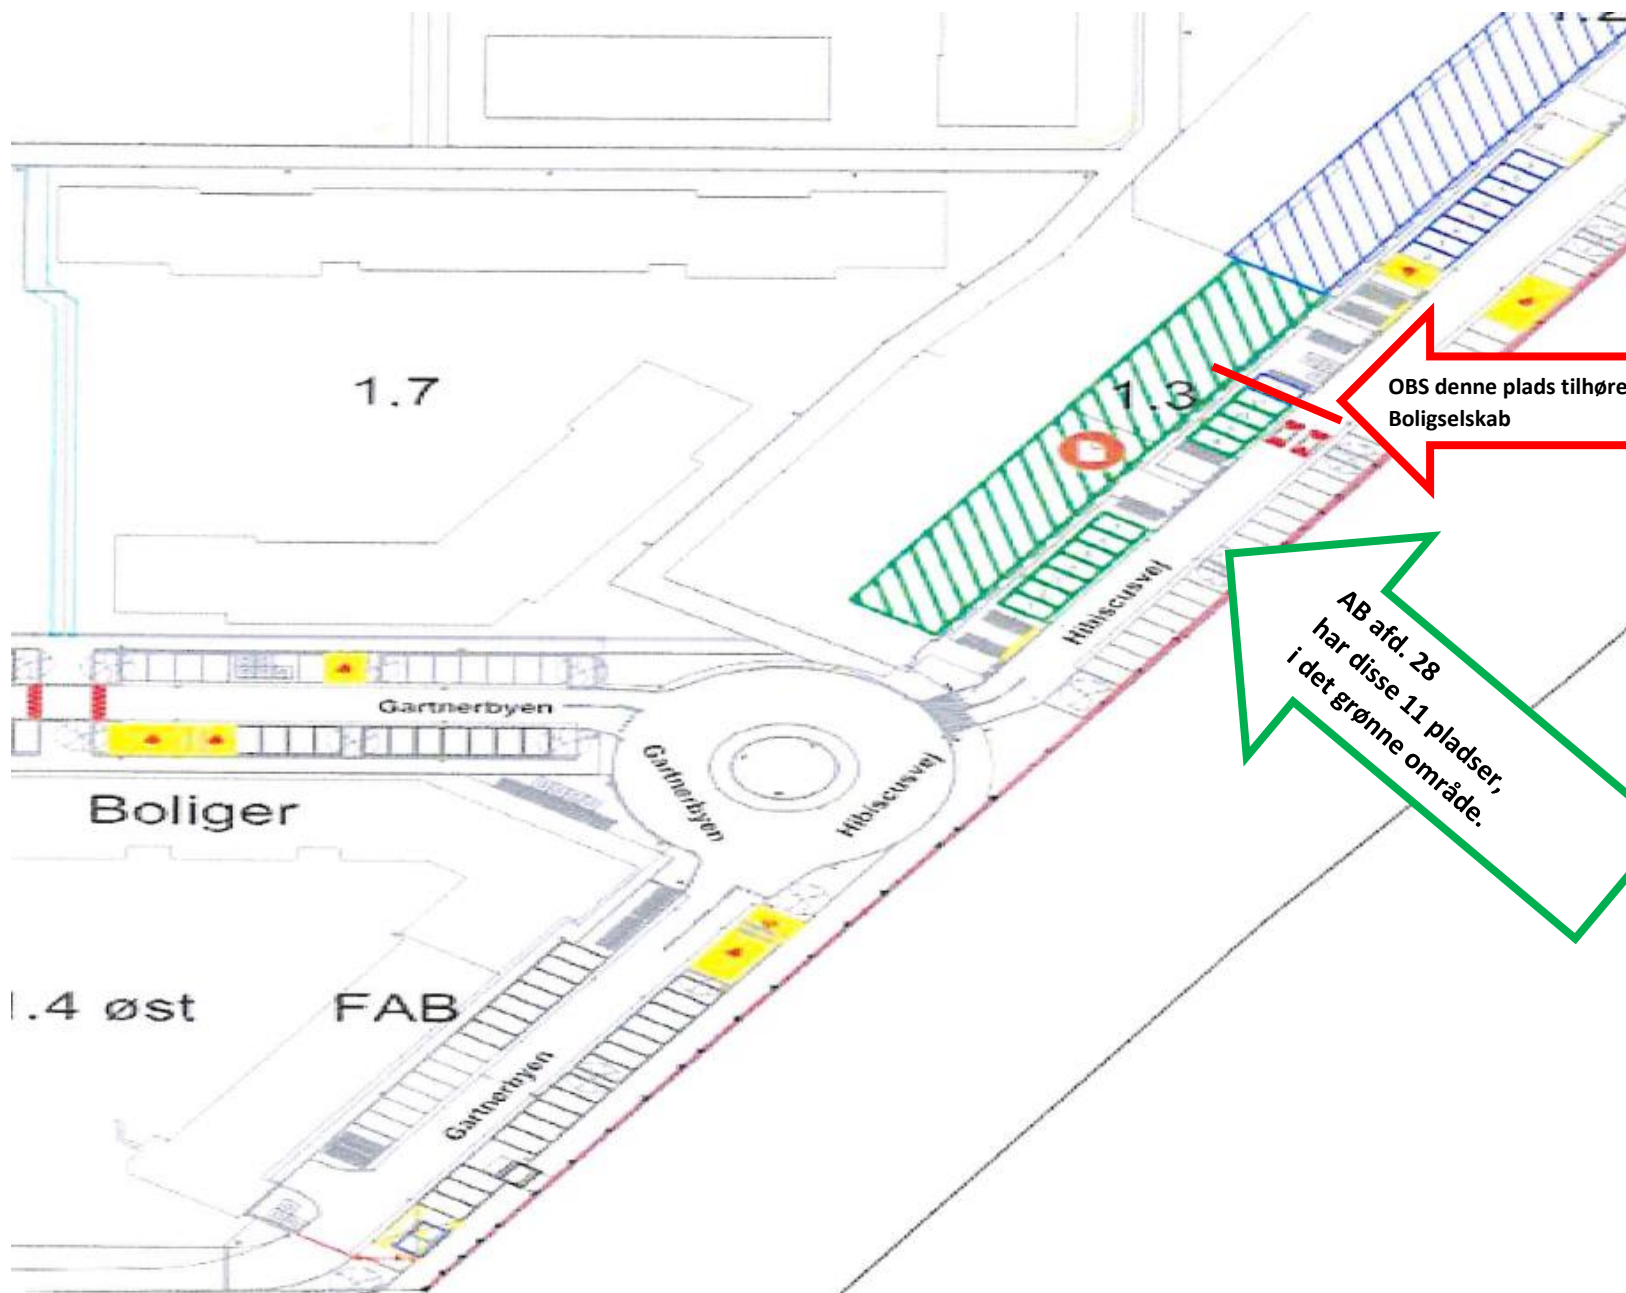 1.7
1.3
OBS denne plads tilhøre
Boligselskab
Hibiscusvej
AB afd. 28
har disse 11 pladser,
i det grønne område.
Gartnerbyen
Gartnerbyen
Hibiscusvej
Boliger
.4 øst
FAB
Gartnerbyen